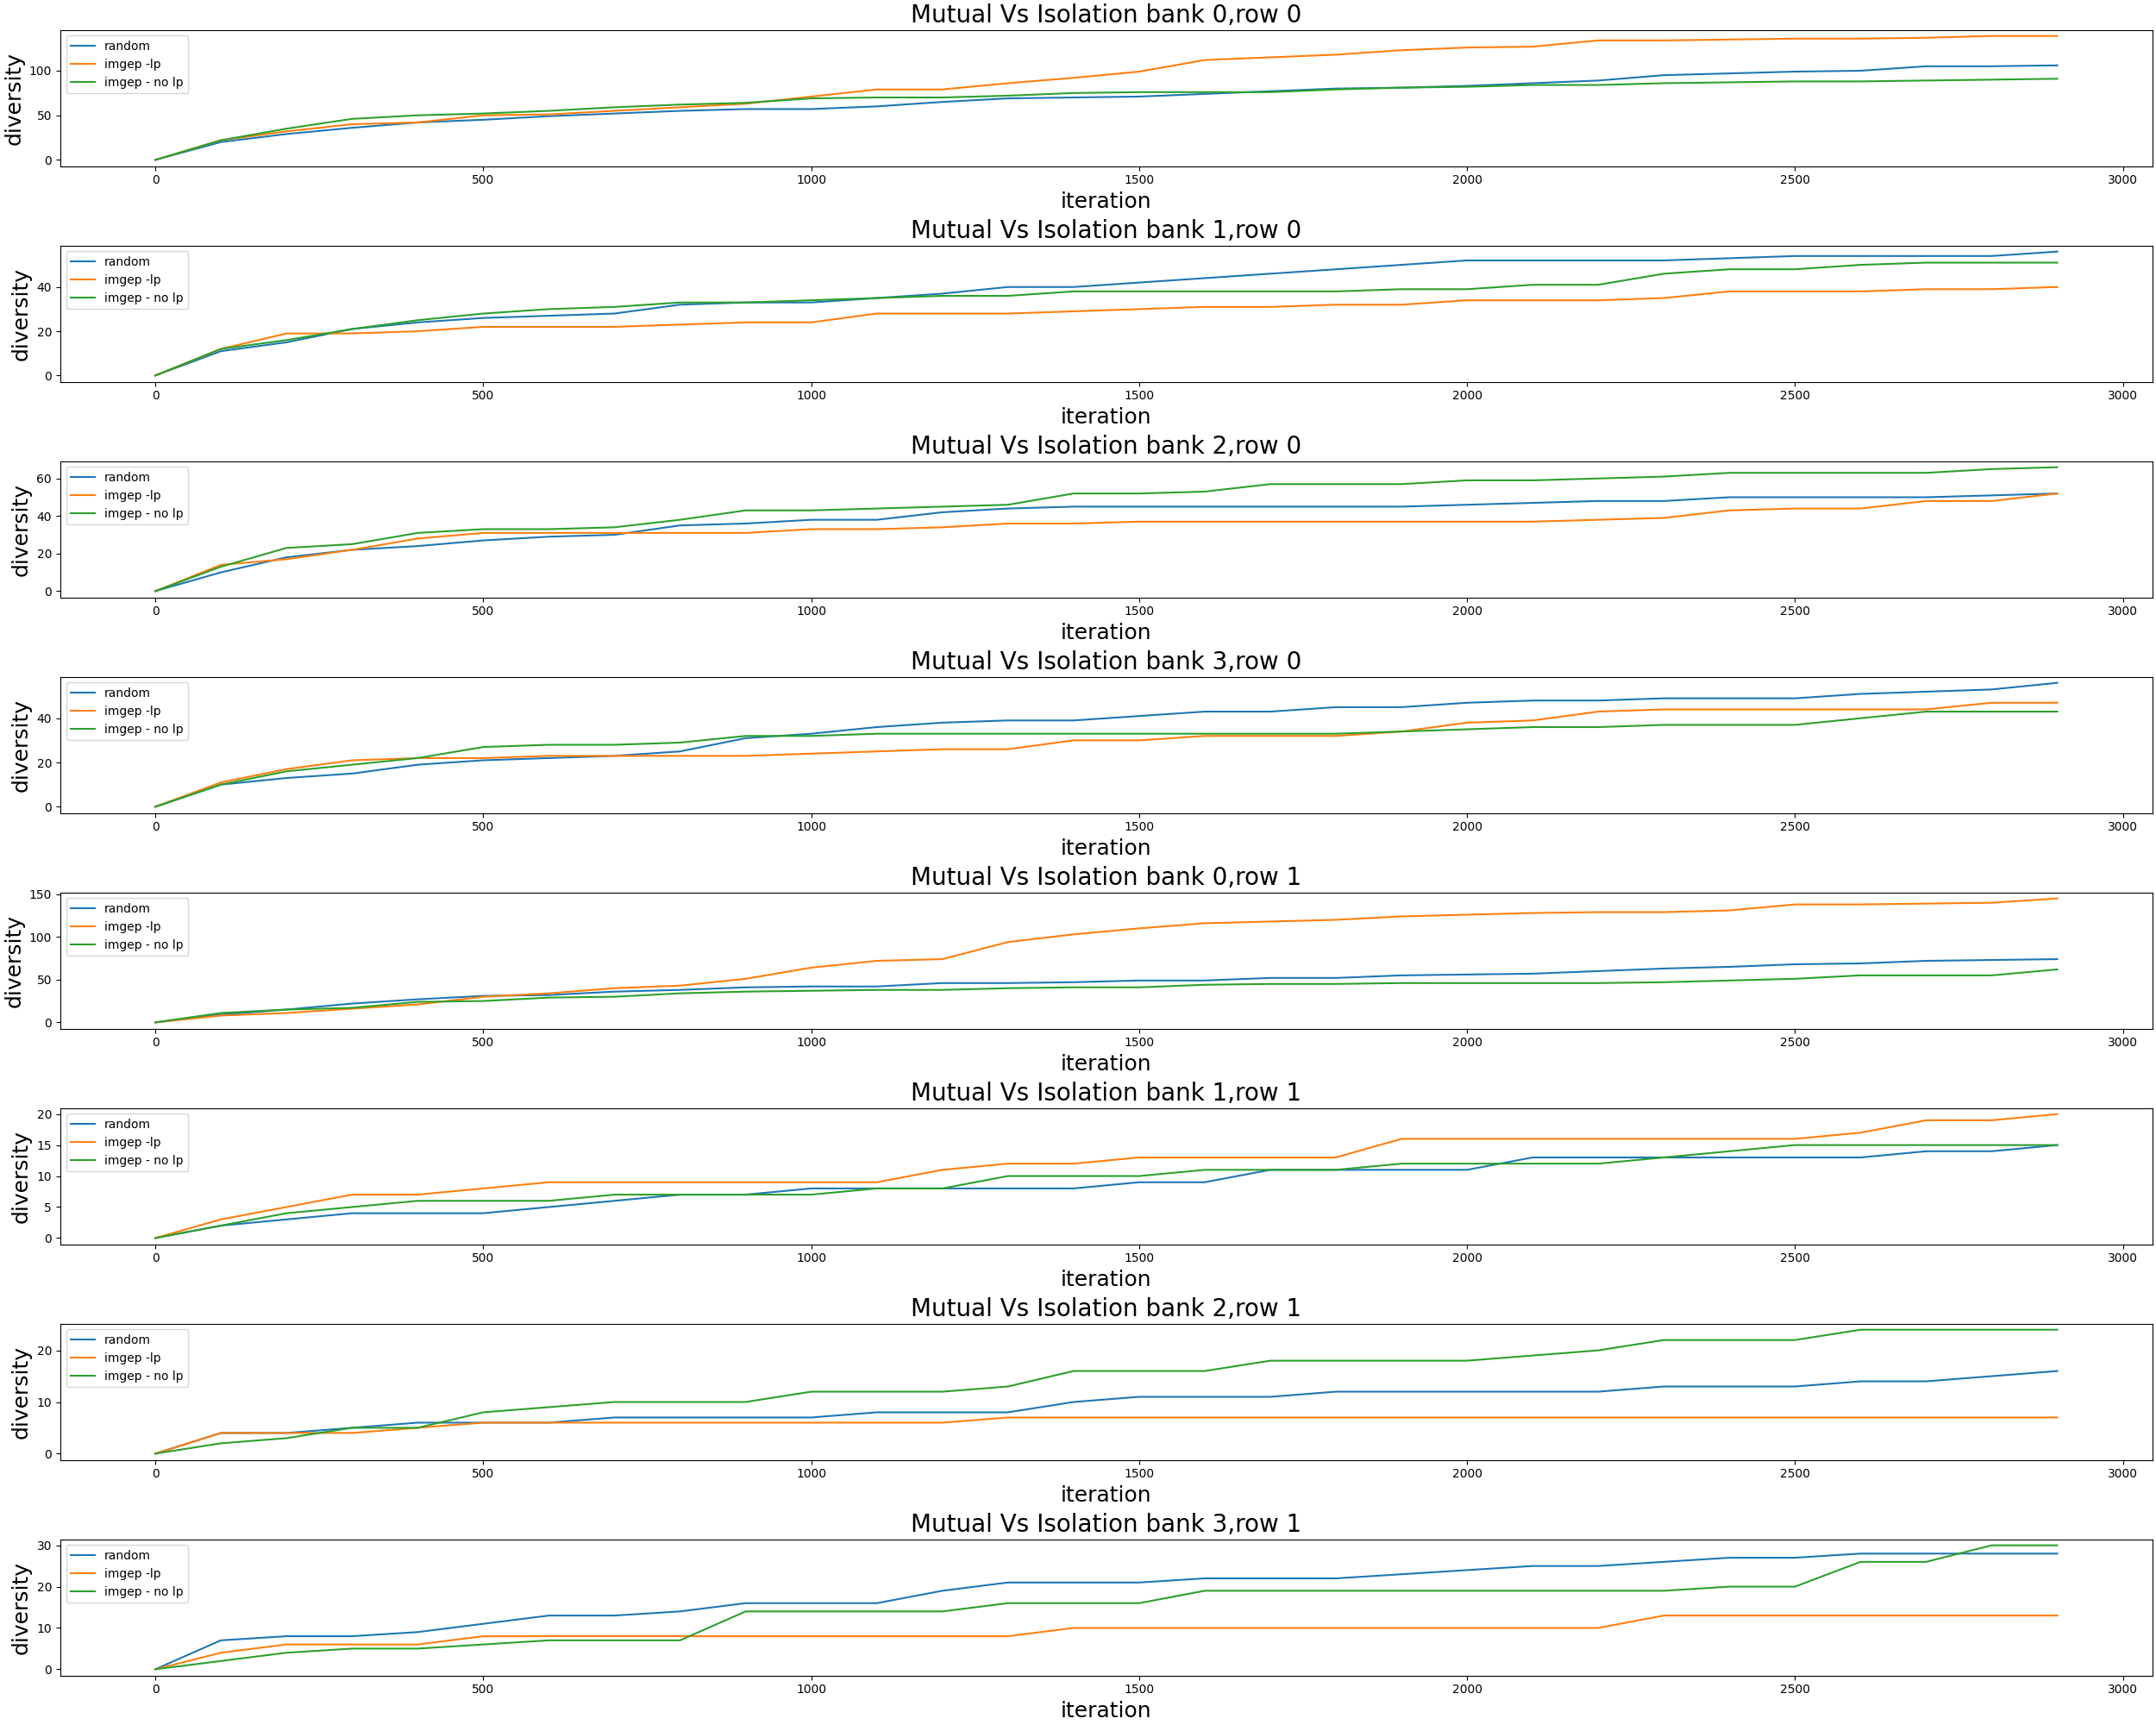 Mutual Vs Isolation bank 0,row 0
random
imgep -lp
imgep - no lp
diversity
100
50
0
0 500 1000 1500 2000 2500 3000
iteration
Mutual Vs Isolation bank 1,row 0
random
imgep -lp
imgep - no lp
diversity
40
20
0
0 500 1000 1500 2000 2500 3000
iteration
Mutual Vs Isolation bank 2,row 0
random
imgep -lp
imgep - no lp
diversity
60
40
20
0
0 500 1000 1500 2000 2500 3000
iteration
Mutual Vs Isolation bank 3,row 0
random
imgep -lp
imgep - no lp
diversity
40
20
0
0 500 1000 1500 2000 2500 3000
iteration
Mutual Vs Isolation bank 0,row 1
random
imgep -lp
imgep - no lp
diversity
150
100
50
0
0 500 1000 1500 2000 2500 3000
iteration
Mutual Vs Isolation bank 1,row 1
random
imgep -lp
imgep - no lp
diversity
20
15
10
5
0
0 500 1000 1500 2000 2500 3000
iteration
Mutual Vs Isolation bank 2,row 1
random
imgep -lp
imgep - no lp
diversity
20
10
0
0 500 1000 1500 2000 2500 3000
iteration
Mutual Vs Isolation bank 3,row 1
random
imgep -lp
imgep - no lp
diversity
30
20
10
0
0 500 1000 1500 2000 2500 3000
iteration